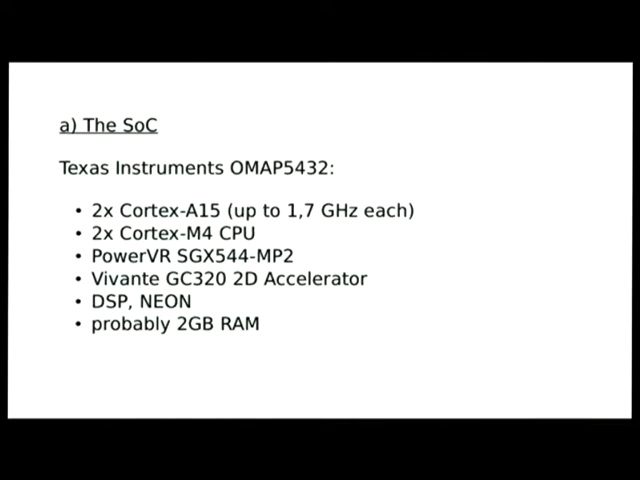 a) The SoC
Texas Instruments OMAP5432:
• 2x Cortex-A15 (up to 1,7 GHz each)
• 2x Cortex-M4 CPU
• PowerVR SGX544-MP2
• Vivante GC320 2D Accelerator
• DSP, NEON
• probably 2GB RAM